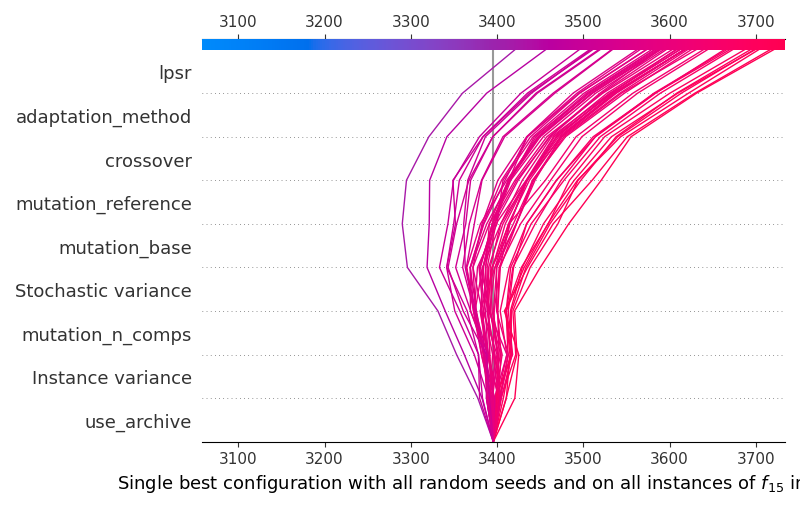 3100 3200 3300 3400 3500 3600 3700
lpsr
adaptation_method
crossover
mutation_reference
mutation_base
Stochastic variance
mutation_n_comps
Instance variance
use_archive
3100 3200 3300 3400 3500 3600 3700
Single best configuration with all random seeds and on all instances of f15 in